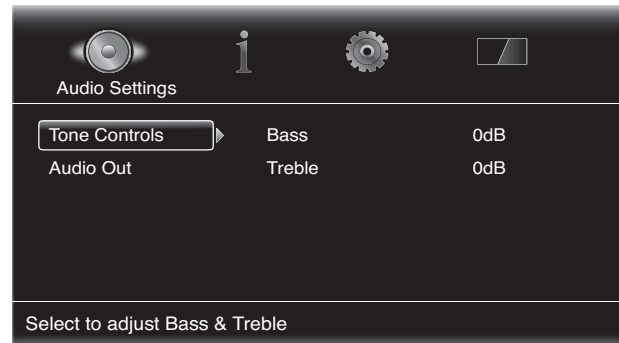 Audio Settings
Tone Controls Bass 0dB
Audio Out Treble 0dB
Select to adjust Bass & Treble